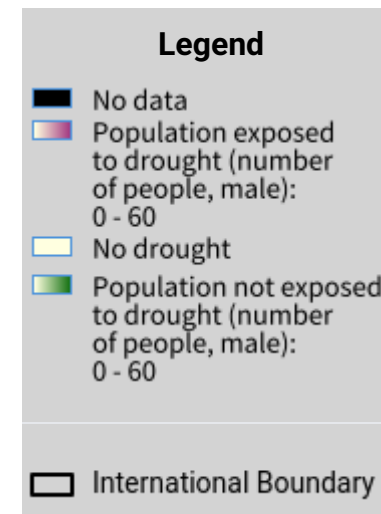 Legend
No data
Population exposed
to drought (number
of people, male):
0 - 60
No drought
Population not exposed
to drought (number
of people, male):
0 - 60
International Boundary